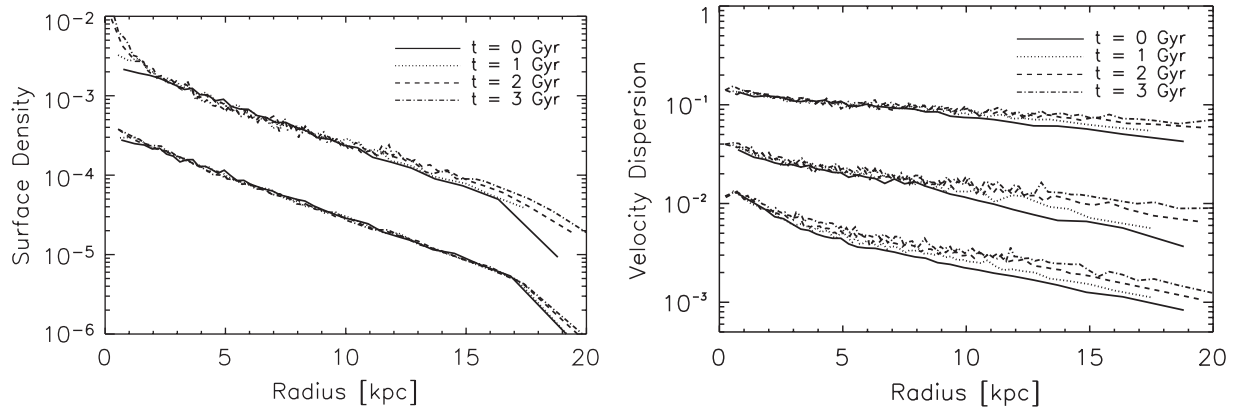 10⁻²
10⁻³
10⁻⁴
10⁻⁵
10⁻⁶
Surface Density
t = 0 Gyr
t = 1 Gyr
t = 2 Gyr
t = 3 Gyr
0 5 10 15 20
Radius [kpc]
1
10⁻¹
10⁻²
10⁻³
Velocity Dispersion
t = 0 Gyr
t = 1 Gyr
t = 2 Gyr
t = 3 Gyr
0 5 10 15 20
Radius [kpc]